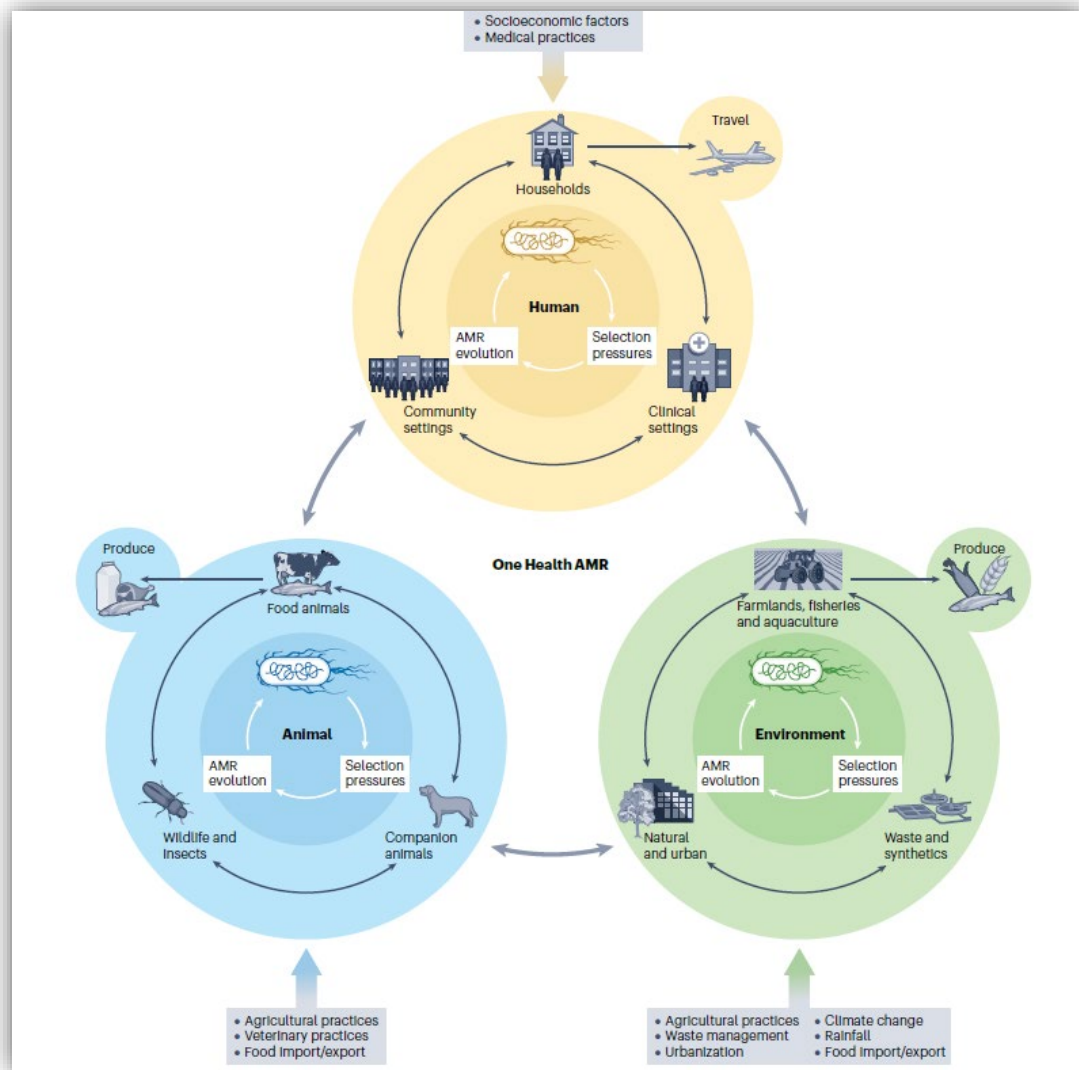 • Socioeconomic factors
• Medical practices
Travel
Households
Human
AMR
evolution
Selection
pressures
Community
settings
Clinical
settings
One Health AMR
Produce
Food animals
Animal
AMR
evolution
Selection
pressures
Wildlife and
insects
Companion
animals
Produce
Farmlands, fisheries
and aquaculture
Environment
AMR
evolution
Selection
pressures
Natural
and urban
Waste and
synthetics
• Agricultural practices
• Veterinary practices
• Food import/export
• Agricultural practices
• Waste management
• Urbanization
• Climate change
• Rainfall
• Food import/export